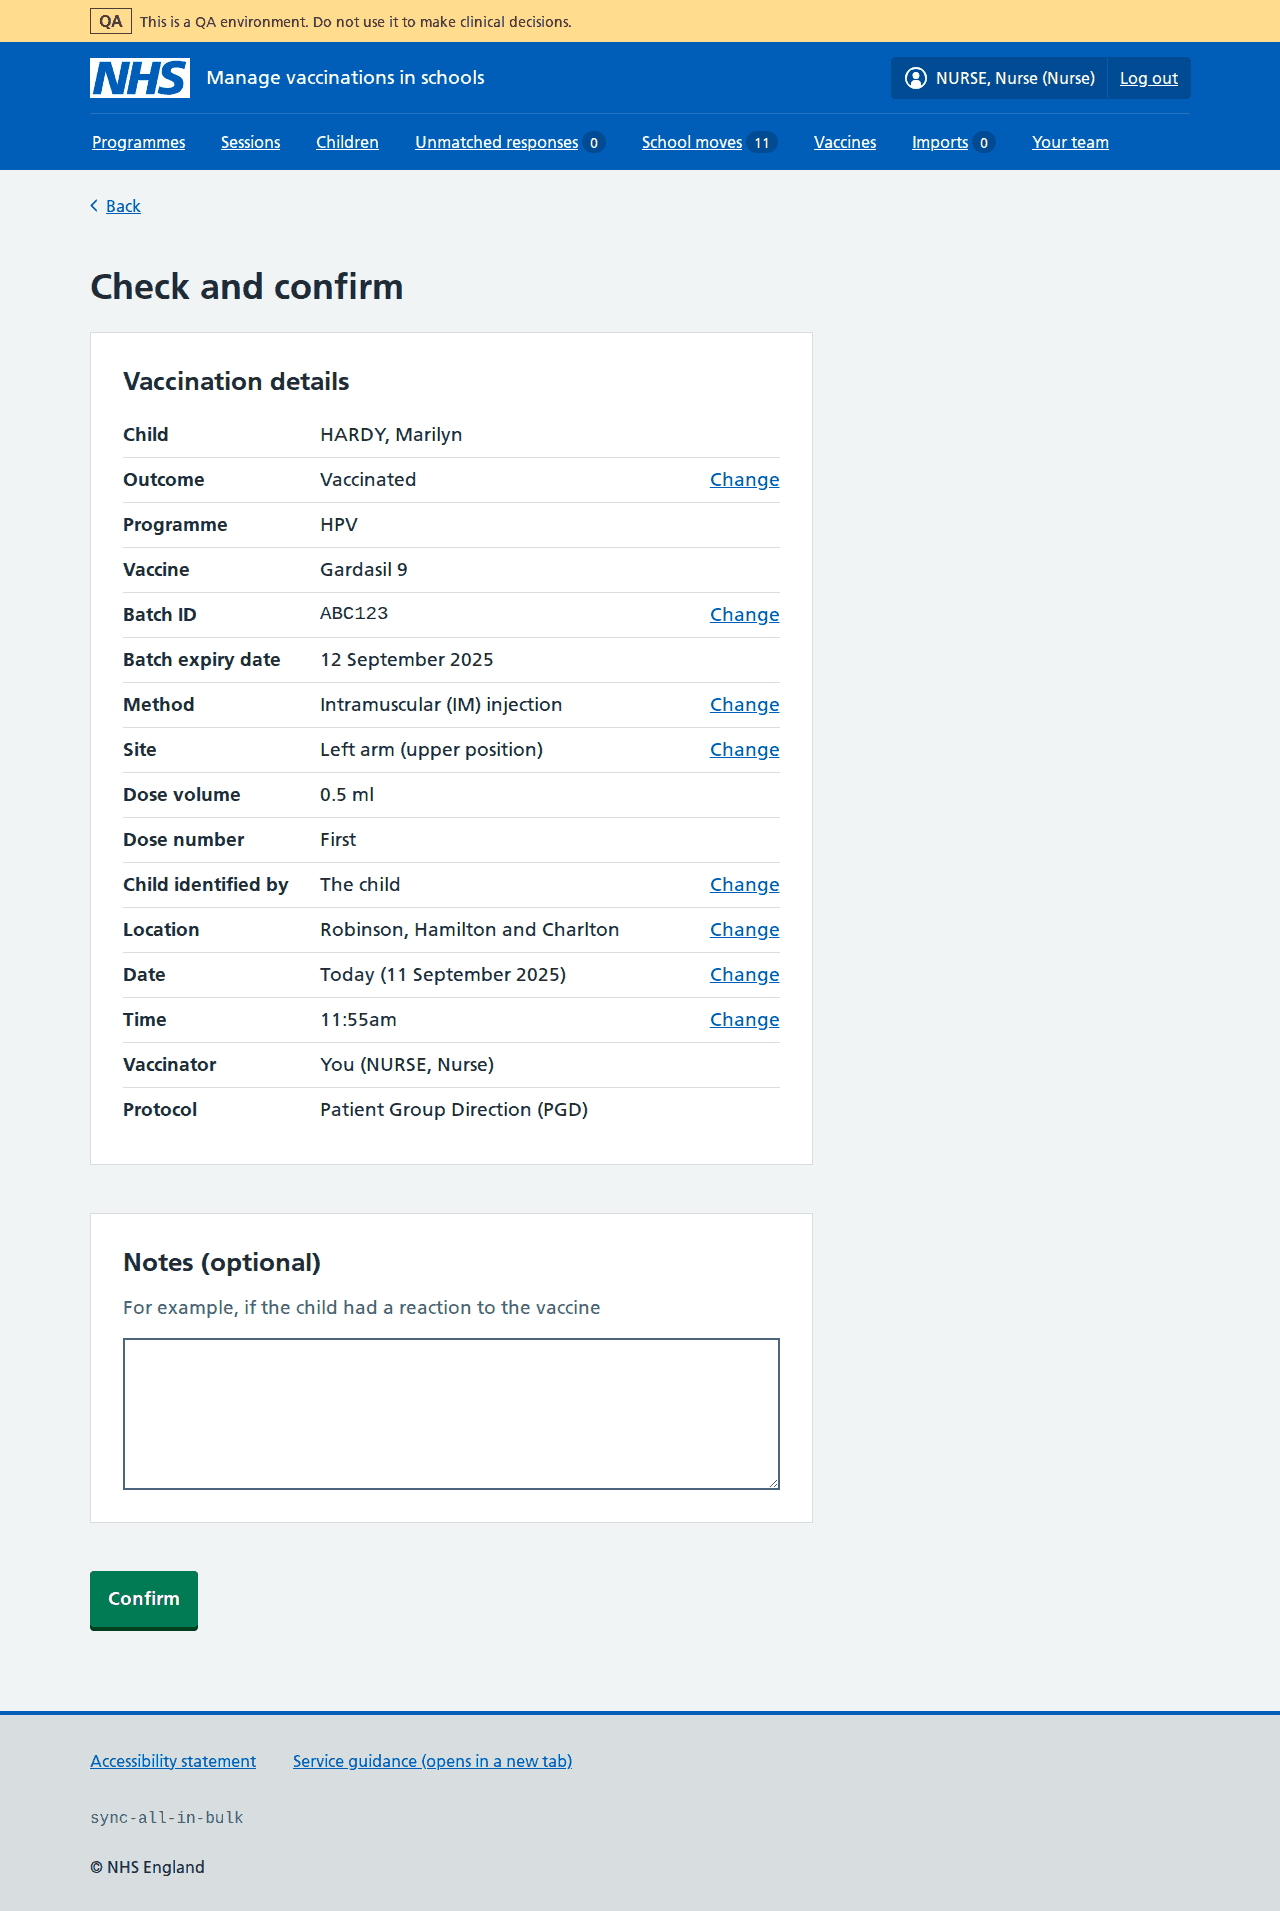 QA This is a QA environment. Do not use it to make clinical decisions.
NHS Manage vaccinations in schools NURSE, Nurse (Nurse) Log out
Programmes Sessions Children Unmatched responses 0 School moves 11 Vaccines Imports 0 Your team
Back
Check and confirm
Vaccination details
Child HARDY, Marilyn
Outcome Vaccinated Change
Programme HPV
Vaccine Gardasil 9
Batch ID ABC123 Change
Batch expiry date 12 September 2025
Method Intramuscular (IM) injection Change
Site Left arm (upper position) Change
Dose volume 0.5 ml
Dose number First
Child identified by The child Change
Location Robinson, Hamilton and Charlton Change
Date Today (11 September 2025) Change
Time 11:55am Change
Vaccinator You (NURSE, Nurse)
Protocol Patient Group Direction (PGD)
Notes (optional)
For example, if the child had a reaction to the vaccine
Confirm
Accessibility statement Service guidance (opens in a new tab)
sync-all-in-bulk
© NHS England